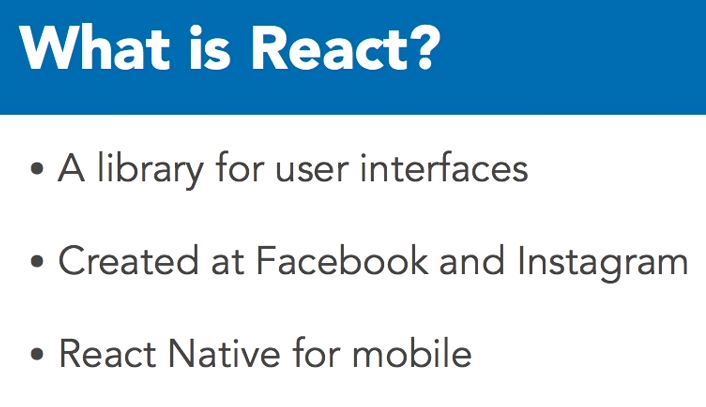 What is React?
• A library for user interfaces
• Created at Facebook and Instagram
• React Native for mobile